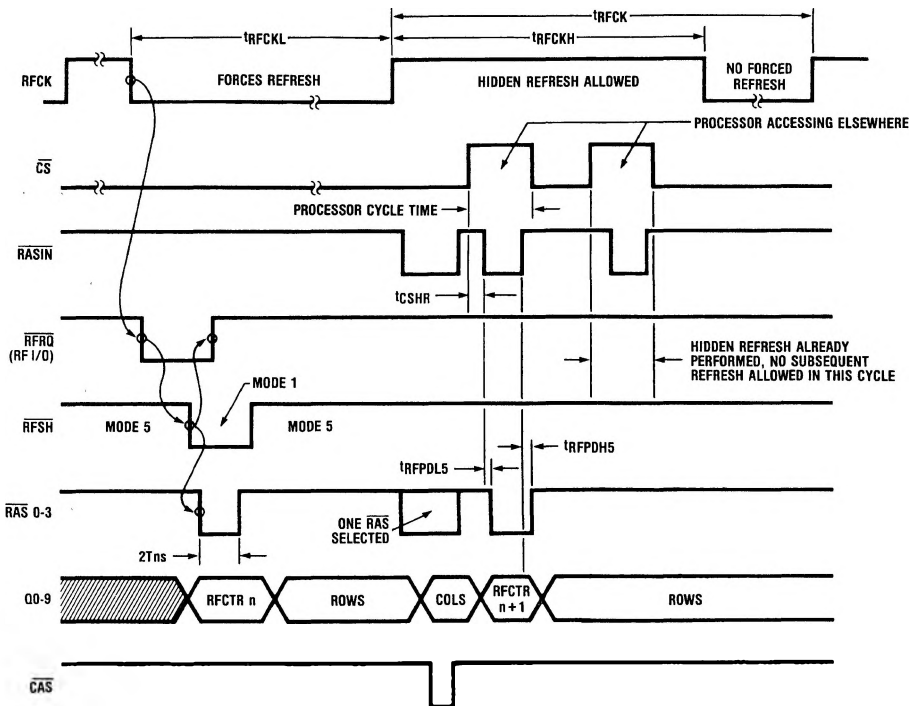 tRFCK
tRFCKL
tRFCKH
RFCK
FORCES REFRESH
HIDDEN REFRESH ALLOWED
NO FORCED
REFRESH
PROCESSOR ACCESSING ELSEWHERE
CS
PROCESSOR CYCLE TIME
RASIN
tCSHR
RFRQ
(RF I/O)
HIDDEN REFRESH ALREADY
PERFORMED, NO SUBSEQUENT
REFRESH ALLOWED IN THIS CYCLE
MODE 1
RFSH
MODE 5
MODE 5
tRFPDL5
tRFPDH5
RAS 0-3
ONE RAS
SELECTED
2Tns
Q0-9
RFCTR n
ROWS
COLS
RFCTR
n+1
ROWS
CAS